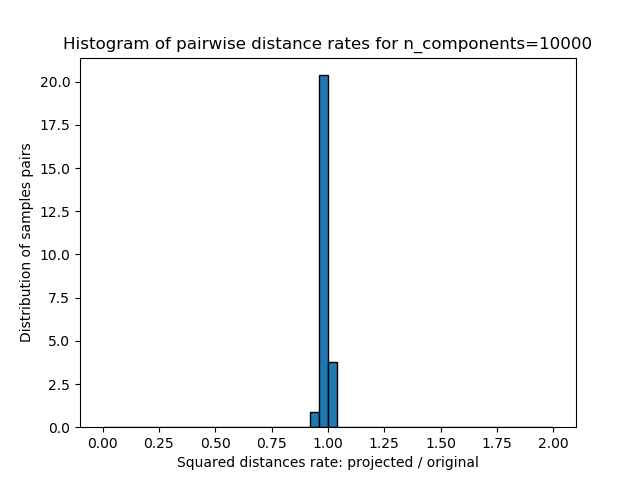 Histogram of pairwise distance rates for n_components=10000
Distribution of samples pairs
20.0
17.5
15.0
12.5
10.0
7.5
5.0
2.5
0.0
0.00 0.25 0.50 0.75 1.00 1.25 1.50 1.75 2.00
Squared distances rate: projected / original